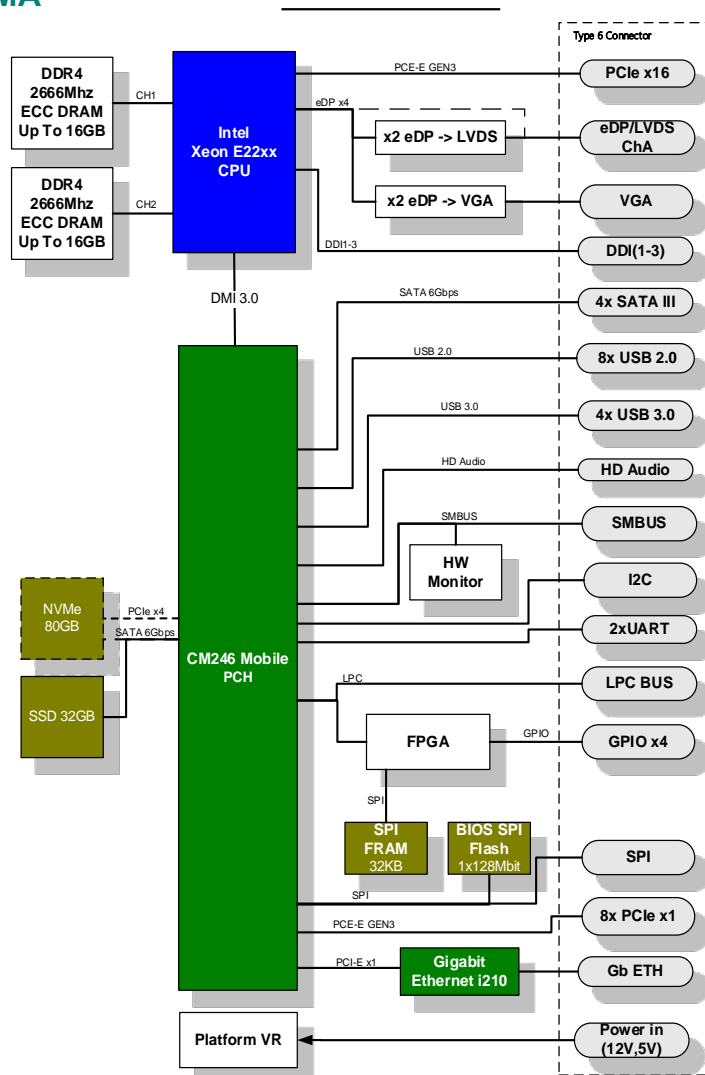 MA
Type 6 Connector
DDR4
2666Mhz
ECC DRAM
Up To 16GB
CH1
DDR4
2666Mhz
ECC DRAM
Up To 16GB
CH2
Intel
Xeon E22xx
CPU
PCE-E GEN3
PCIe x16
eDP x4
x2 eDP -> LVDS
eDP/LVDS
ChA
x2 eDP -> VGA
VGA
DDI1-3
DDI(1-3)
DMI 3.0
SATA 6Gbps
4x SATA III
USB 2.0
8x USB 2.0
USB 3.0
4x USB 3.0
HD Audio
HD Audio
SMBUS
SMBUS
HW
Monitor
I2C
2xUART
NVMe
80GB
PCIe x4
SATA 6Gbps
SSD 32GB
CM246 Mobile
PCH
LPC
LPC BUS
FPGA
GPIO
GPIO x4
SPI
SPI
FRAM
32KB
BIOS SPI
Flash
1x128Mbit
SPI
SPI
PCE-E GEN3
8x PCIe x1
PCI-E x1
Gigabit
Ethernet i210
Gb ETH
Platform VR
Power in
(12V,5V)